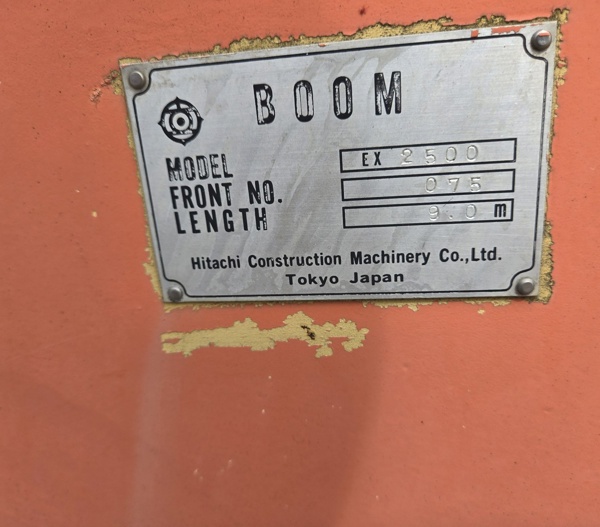 BOOM
MODEL EX 2500
FRONT NO. 075
LENGTH 9.0 m
Hitachi Construction Machinery Co.,Ltd.
Tokyo Japan